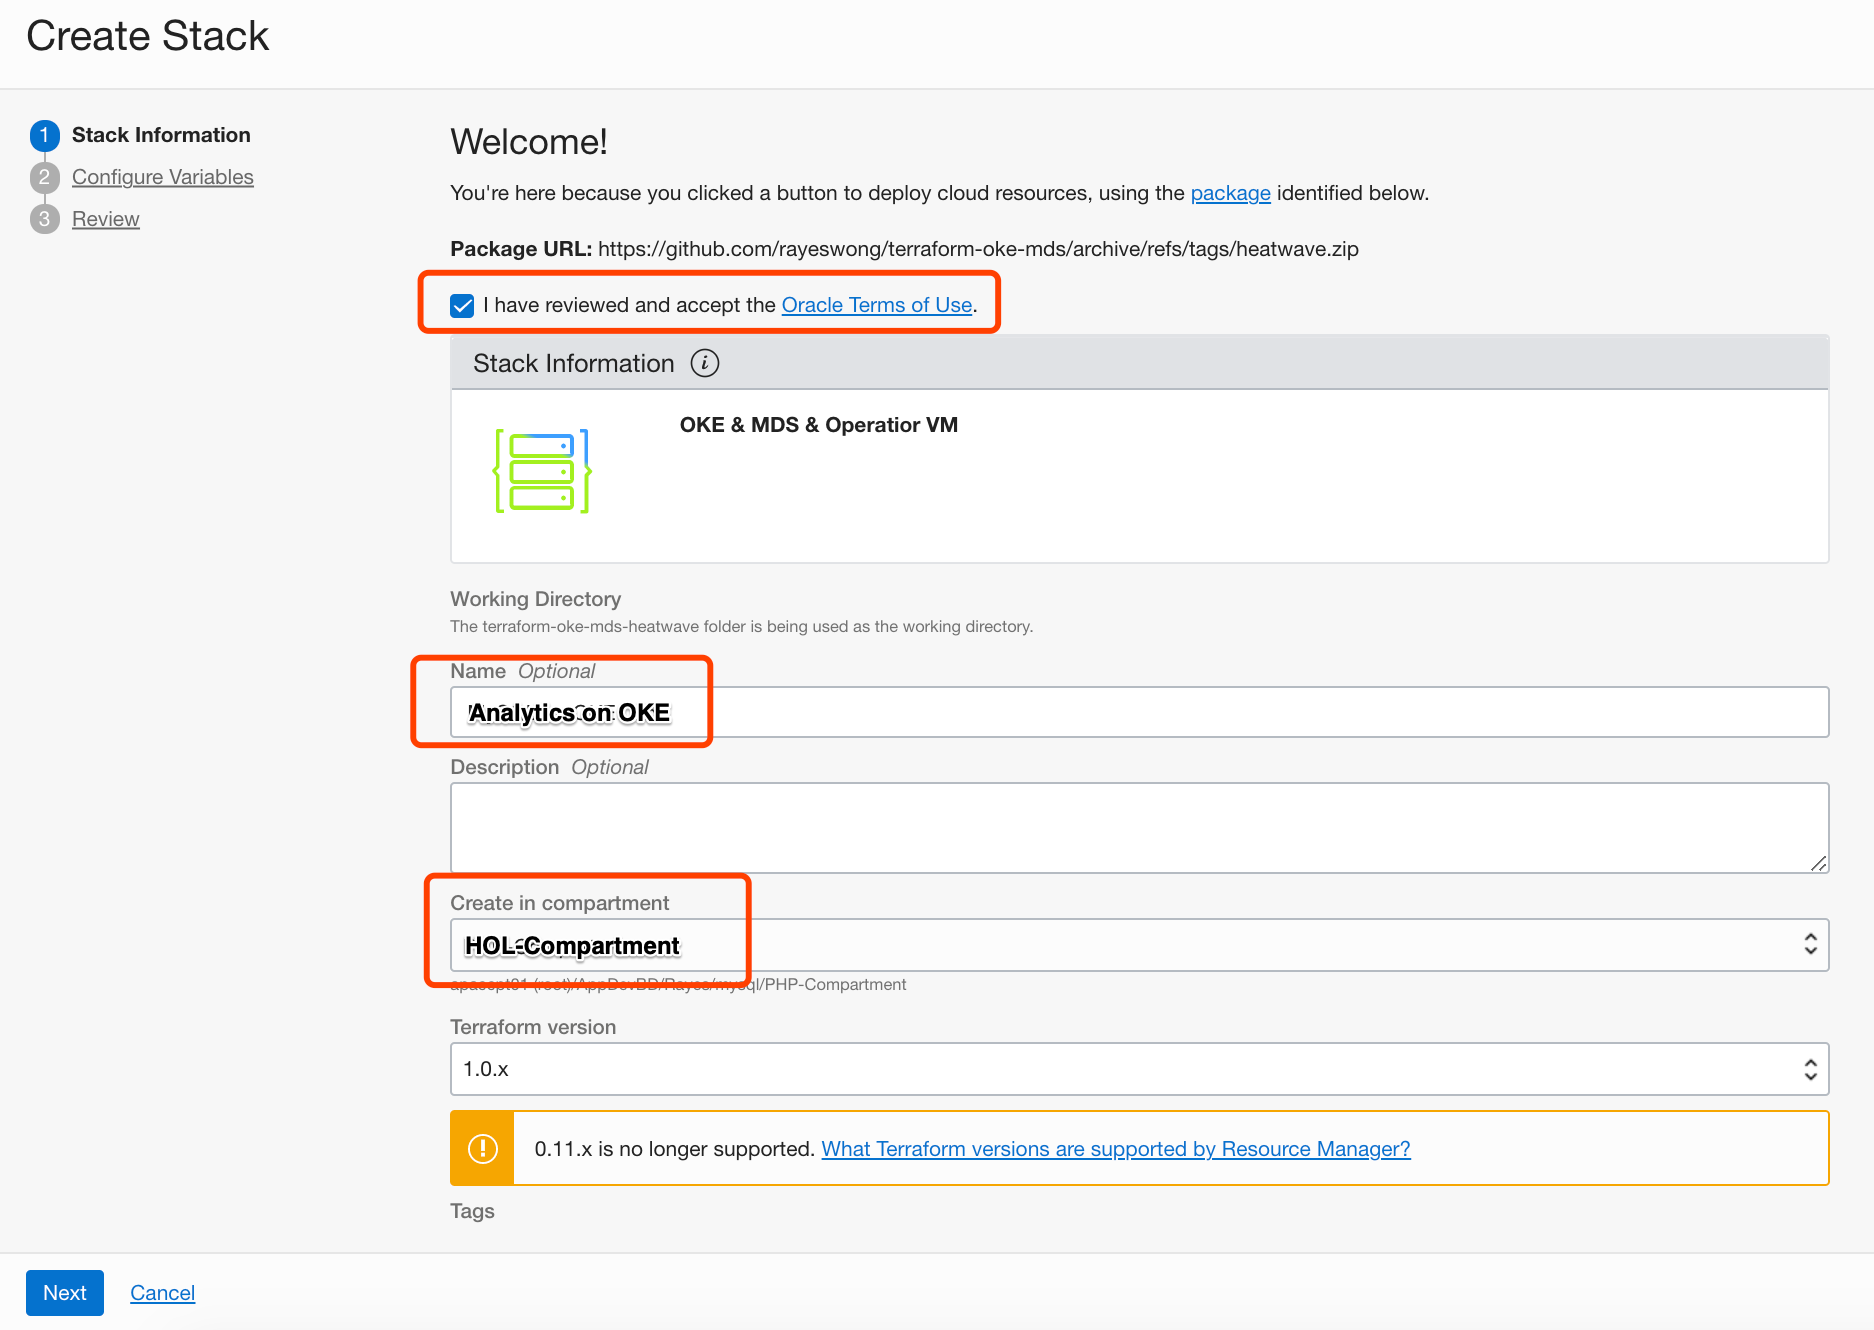 Create Stack
1 Stack Information
2 Configure Variables
3 Review
Welcome!
You're here because you clicked a button to deploy cloud resources, using the package identified below.
Package URL: https://github.com/rayeswong/terraform-oke-mds/archive/refs/tags/heatwave.zip
I have reviewed and accept the Oracle Terms of Use.
Stack Information i
OKE & MDS & Operatior VM
Working Directory
The terraform-oke-mds-heatwave folder is being used as the working directory.
Name Optional
Analytics on OKE
Description Optional
Create in compartment
HOL-Compartment
(root)/AppDevBD/Rayes/mysql/PHP-Compartment
Terraform version
1.0.x
0.11.x is no longer supported. What Terraform versions are supported by Resource Manager?
Tags
Next Cancel